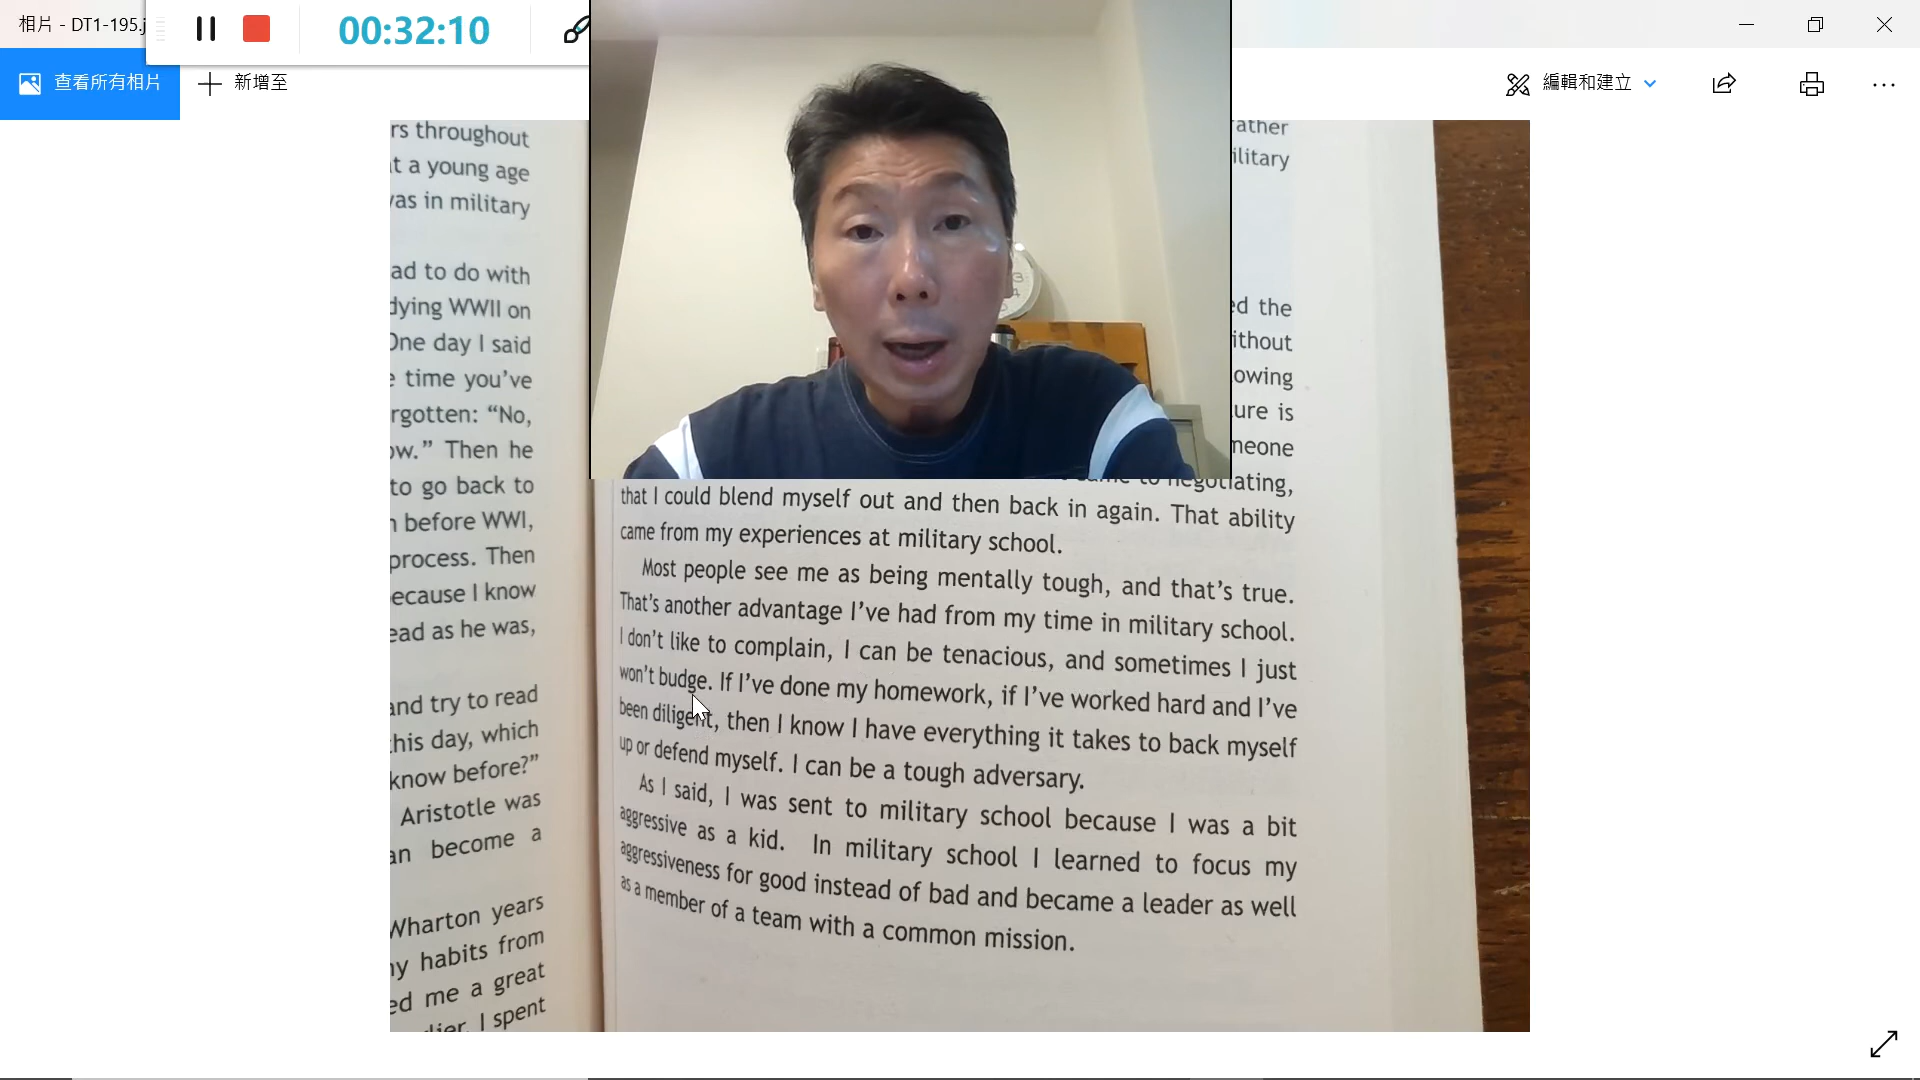 相片 - DT1-195.j
00:32:10
查看所有相片
新增至
編輯和建立
rs throughout
t a young age
as in military
ad to do with
dying WWII on
One day I said
e time you've
rgotten: "No,
ow." Then he
to go back to
n before WWI,
process. Then
ecause I know
ead as he was,
and try to read
his day, which
know before?"
Aristotle was
an become a
Wharton years
ny habits from
ed me a great
lier, I spent
rather
ilitary
ed the
ithout
owing
ure is
meone
came to negotiating,
that I could blend myself out and then back in again. That ability
came from my experiences at military school.
Most people see me as being mentally tough, and that's true.
That's another advantage I've had from my time in military school.
I don't like to complain, I can be tenacious, and sometimes I just
won't budge. If I've done my homework, if I've worked hard and I've
been diligent, then I know I have everything it takes to back myself
up or defend myself. I can be a tough adversary.
As I said, I was sent to military school because I was a bit
aggressive as a kid. In military school I learned to focus my
aggressiveness for good instead of bad and became a leader as well
as a member of a team with a common mission.